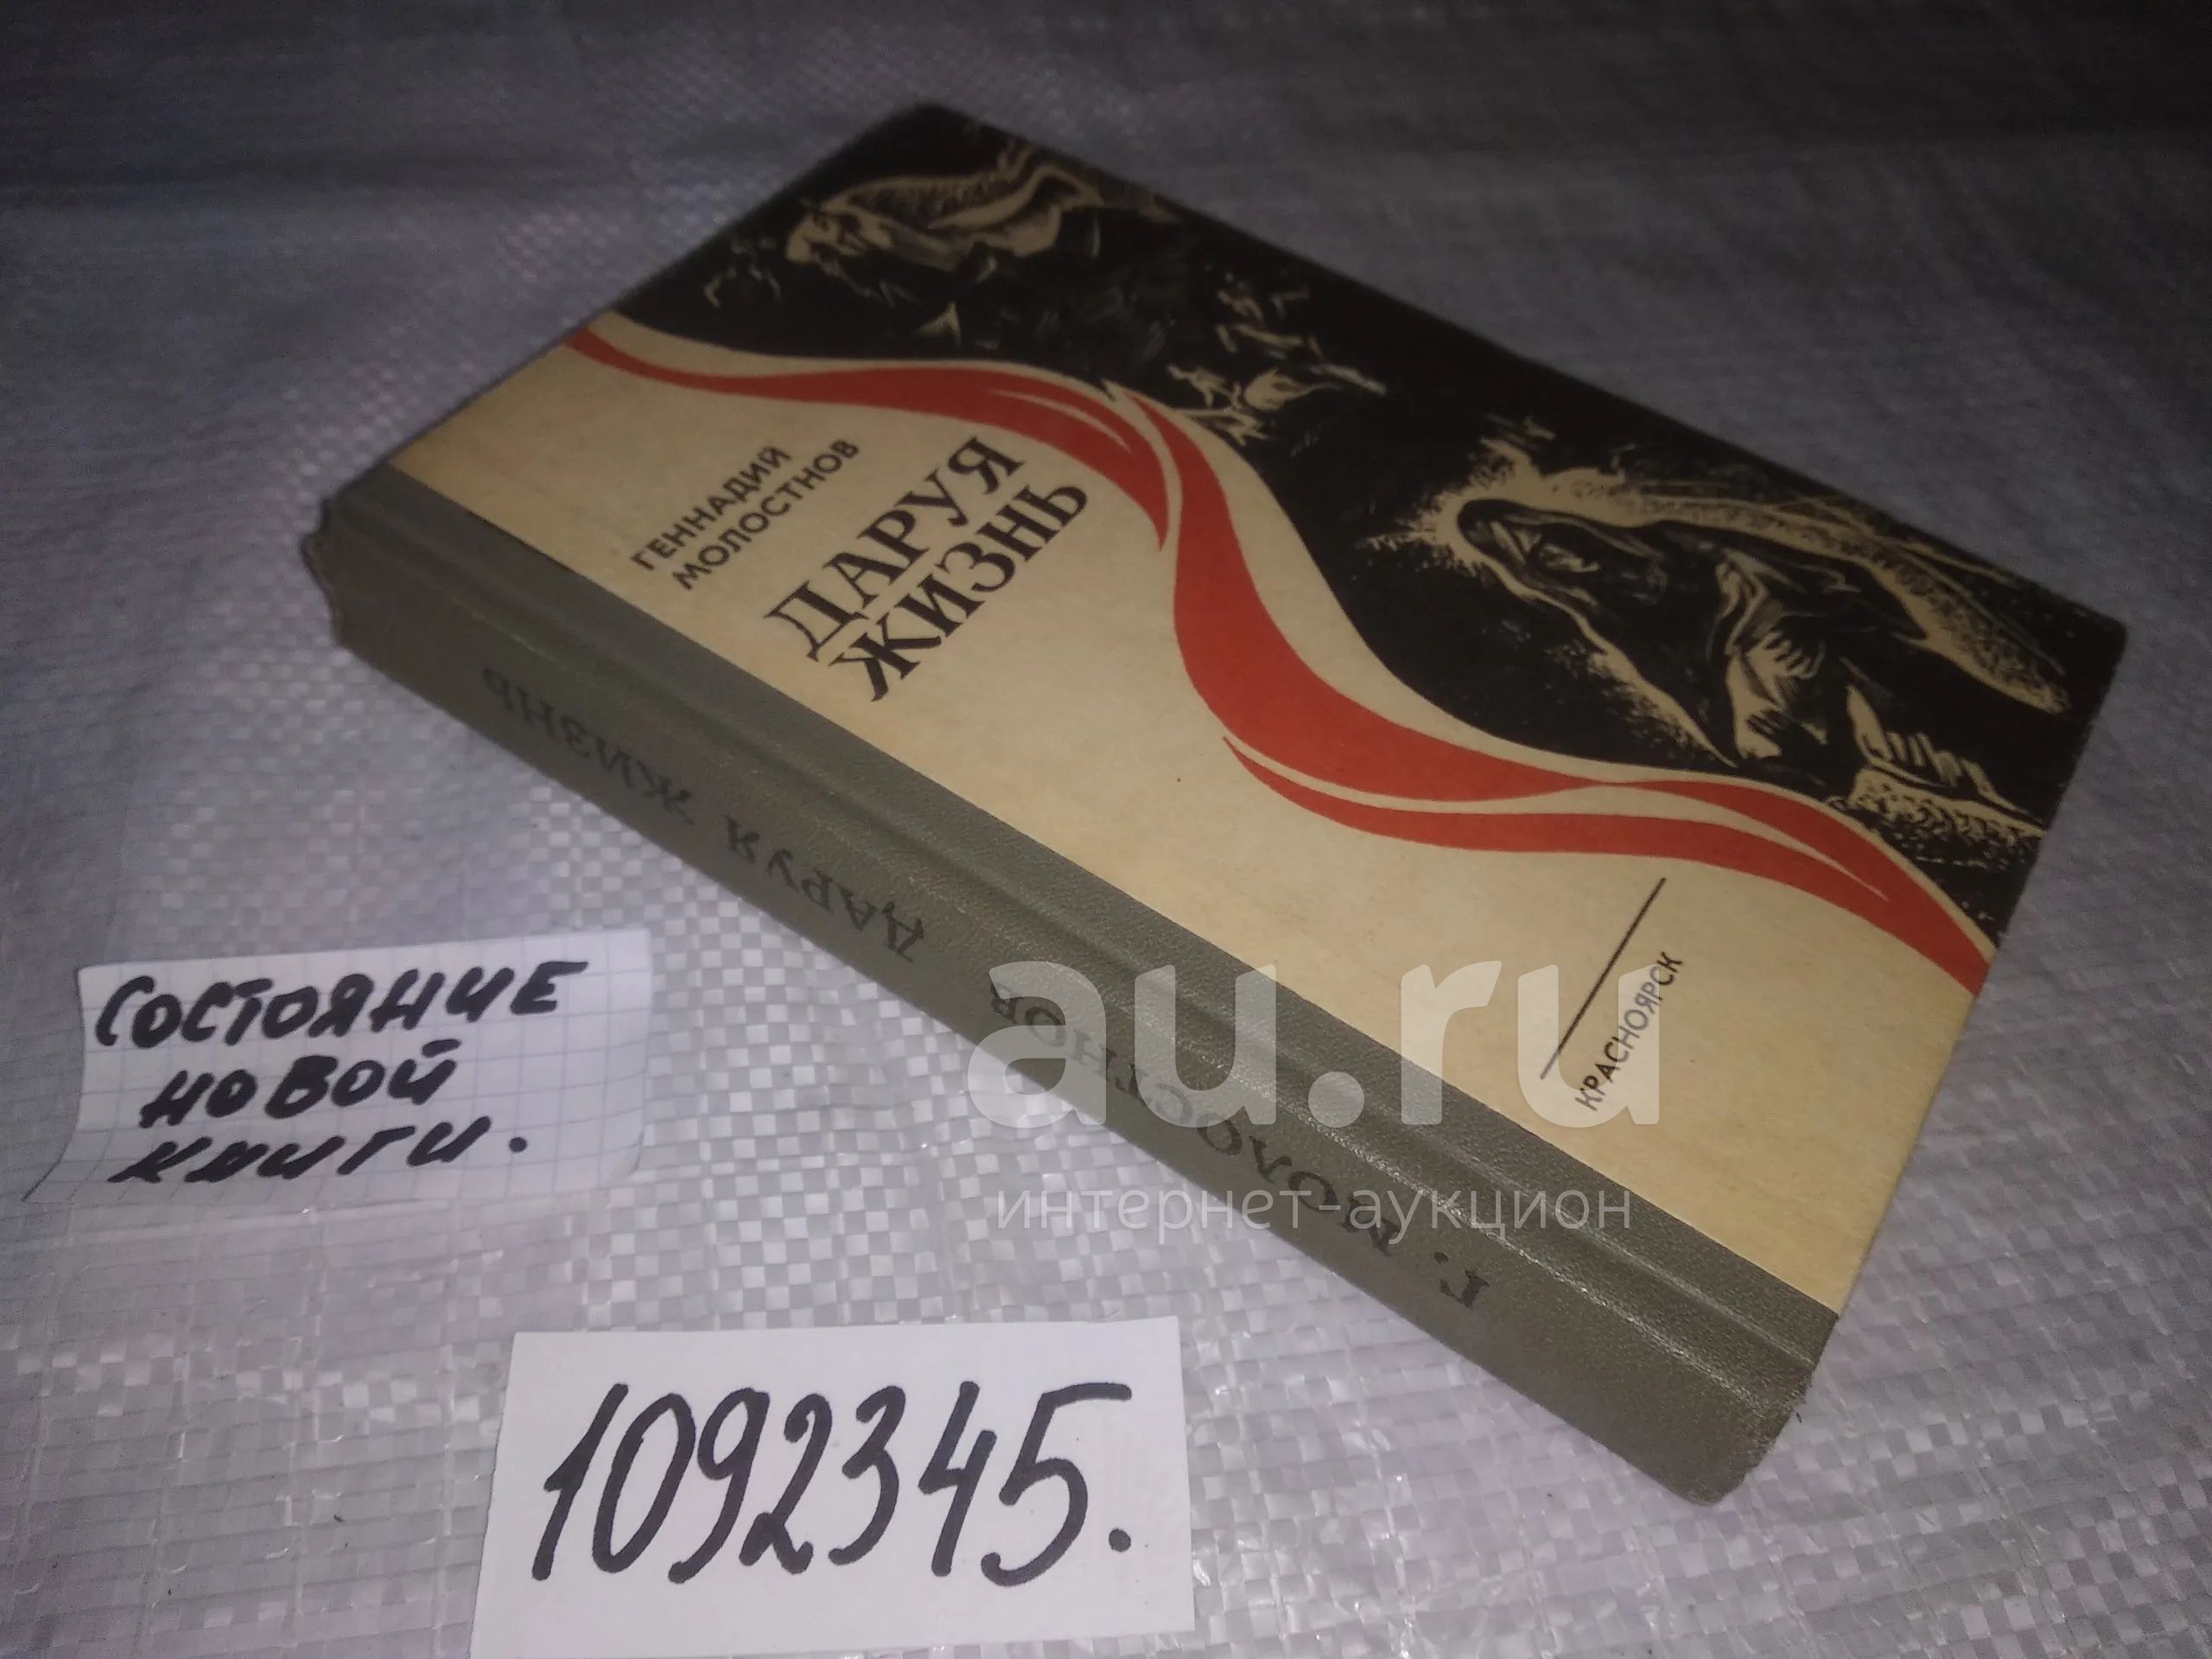 ГЕННАДИЙ
МОЛОСТНОВ
ДАРУЯ
ЖИЗНЬ
КРАСНОЯРСК
Г. МОЛОСТНОВ ДАРУЯ ЖИЗНЬ
СОСТОЯНИЕ
НОВОЙ
КНИГИ.
1092345.
au.ru
интернет-аукцион